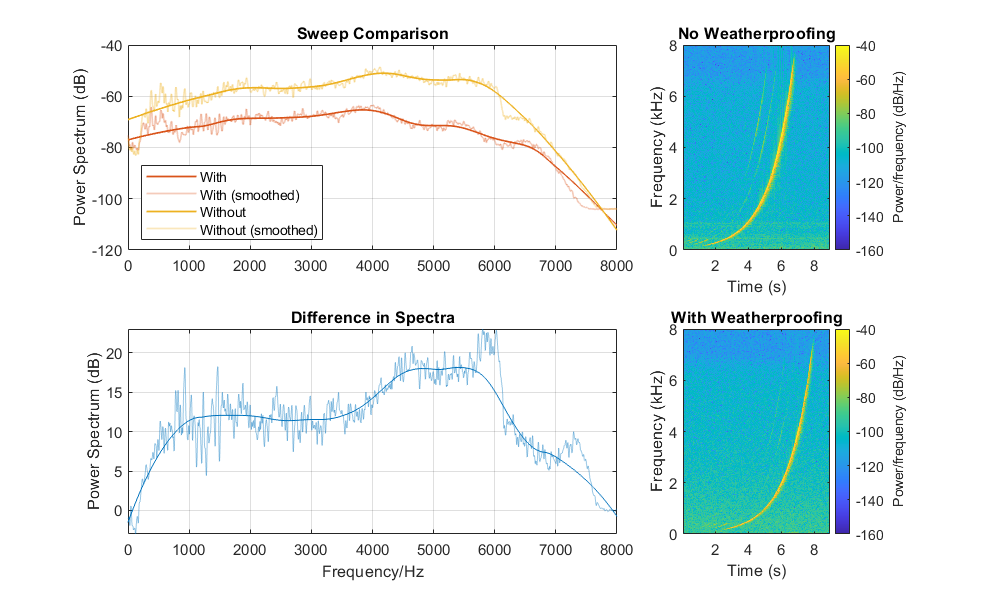 Sweep Comparison
Power Spectrum (dB)
-40
-60
-80
-100
-120
With
With (smoothed)
Without
Without (smoothed)
0 1000 2000 3000 4000 5000 6000 7000 8000
No Weatherproofing
Frequency (kHz)
8
6
4
2
0
2 4 6 8
Time (s)
-40
-60
-80
-100
-120
-140
-160
Power/frequency (dB/Hz)
Difference in Spectra
Power Spectrum (dB)
20
15
10
5
0
0 1000 2000 3000 4000 5000 6000 7000 8000
Frequency/Hz
With Weatherproofing
Frequency (kHz)
8
6
4
2
0
2 4 6 8
Time (s)
-40
-60
-80
-100
-120
-140
-160
Power/frequency (dB/Hz)